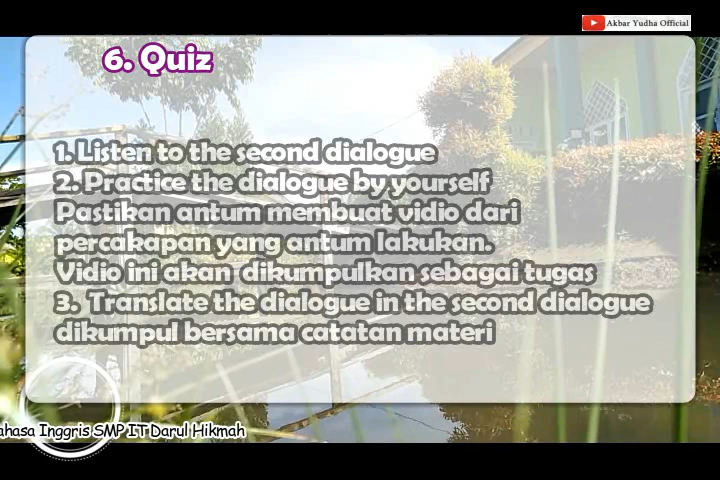 Akbar Yudha Official
6. Quiz
1. Listen to the second dialogue
2. Practice the dialogue by yourself
Pastikan antum membuat vidio dari
percakapan yang antum lakukan.
Vidio ini akan dikumpulkan sebagai tugas
3. Translate the dialogue in the second dialogue
dikumpul bersama catatan materi
ahasa Inggris SMP IT Darul Hikmah